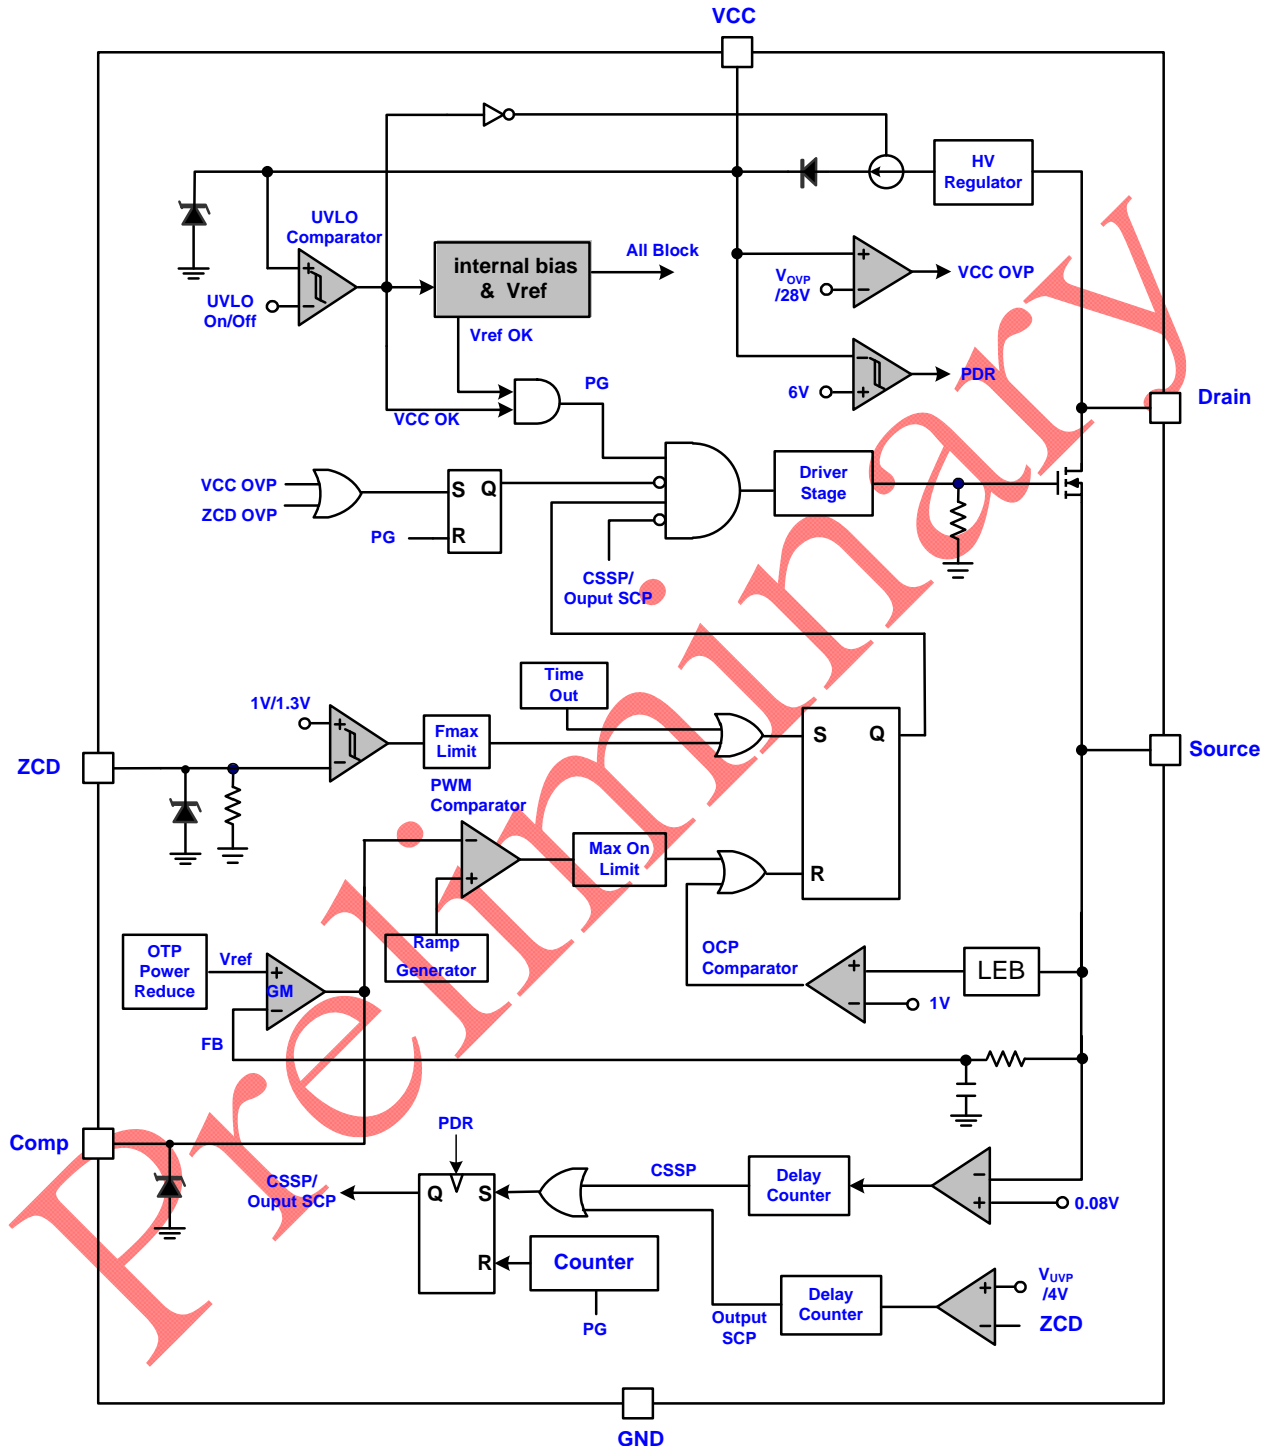 VCC
HV
Regulator
UVLO
Comparator
+
−
UVLO
On/Off
internal bias
& Vref
All Block
Vref OK
+
−
VOVP
/28V
VCC OVP
−
+
6V
PDR
PG
VCC OK
Drain
VCC OVP
ZCD OVP
S
Q
R
PG
Driver
Stage
CSSP/
Ouput SCP
Time
Out
1V/1.3V
+
−
Fmax
Limit
S
Q
R
ZCD
Source
PWM
Comparator
−
+
Max On
Limit
Ramp
Generator
OTP
Power
Reduce
Vref
+
GM
−
FB
OCP
Comparator
+
−
1V
LEB
Comp
PDR
CSSP/
Ouput SCP
Q
S
R
CSSP
Delay
Counter
−
+
0.08V
Counter
PG
Output
SCP
Delay
Counter
+
−
VUVP
/4V
ZCD
GND
Preliminary